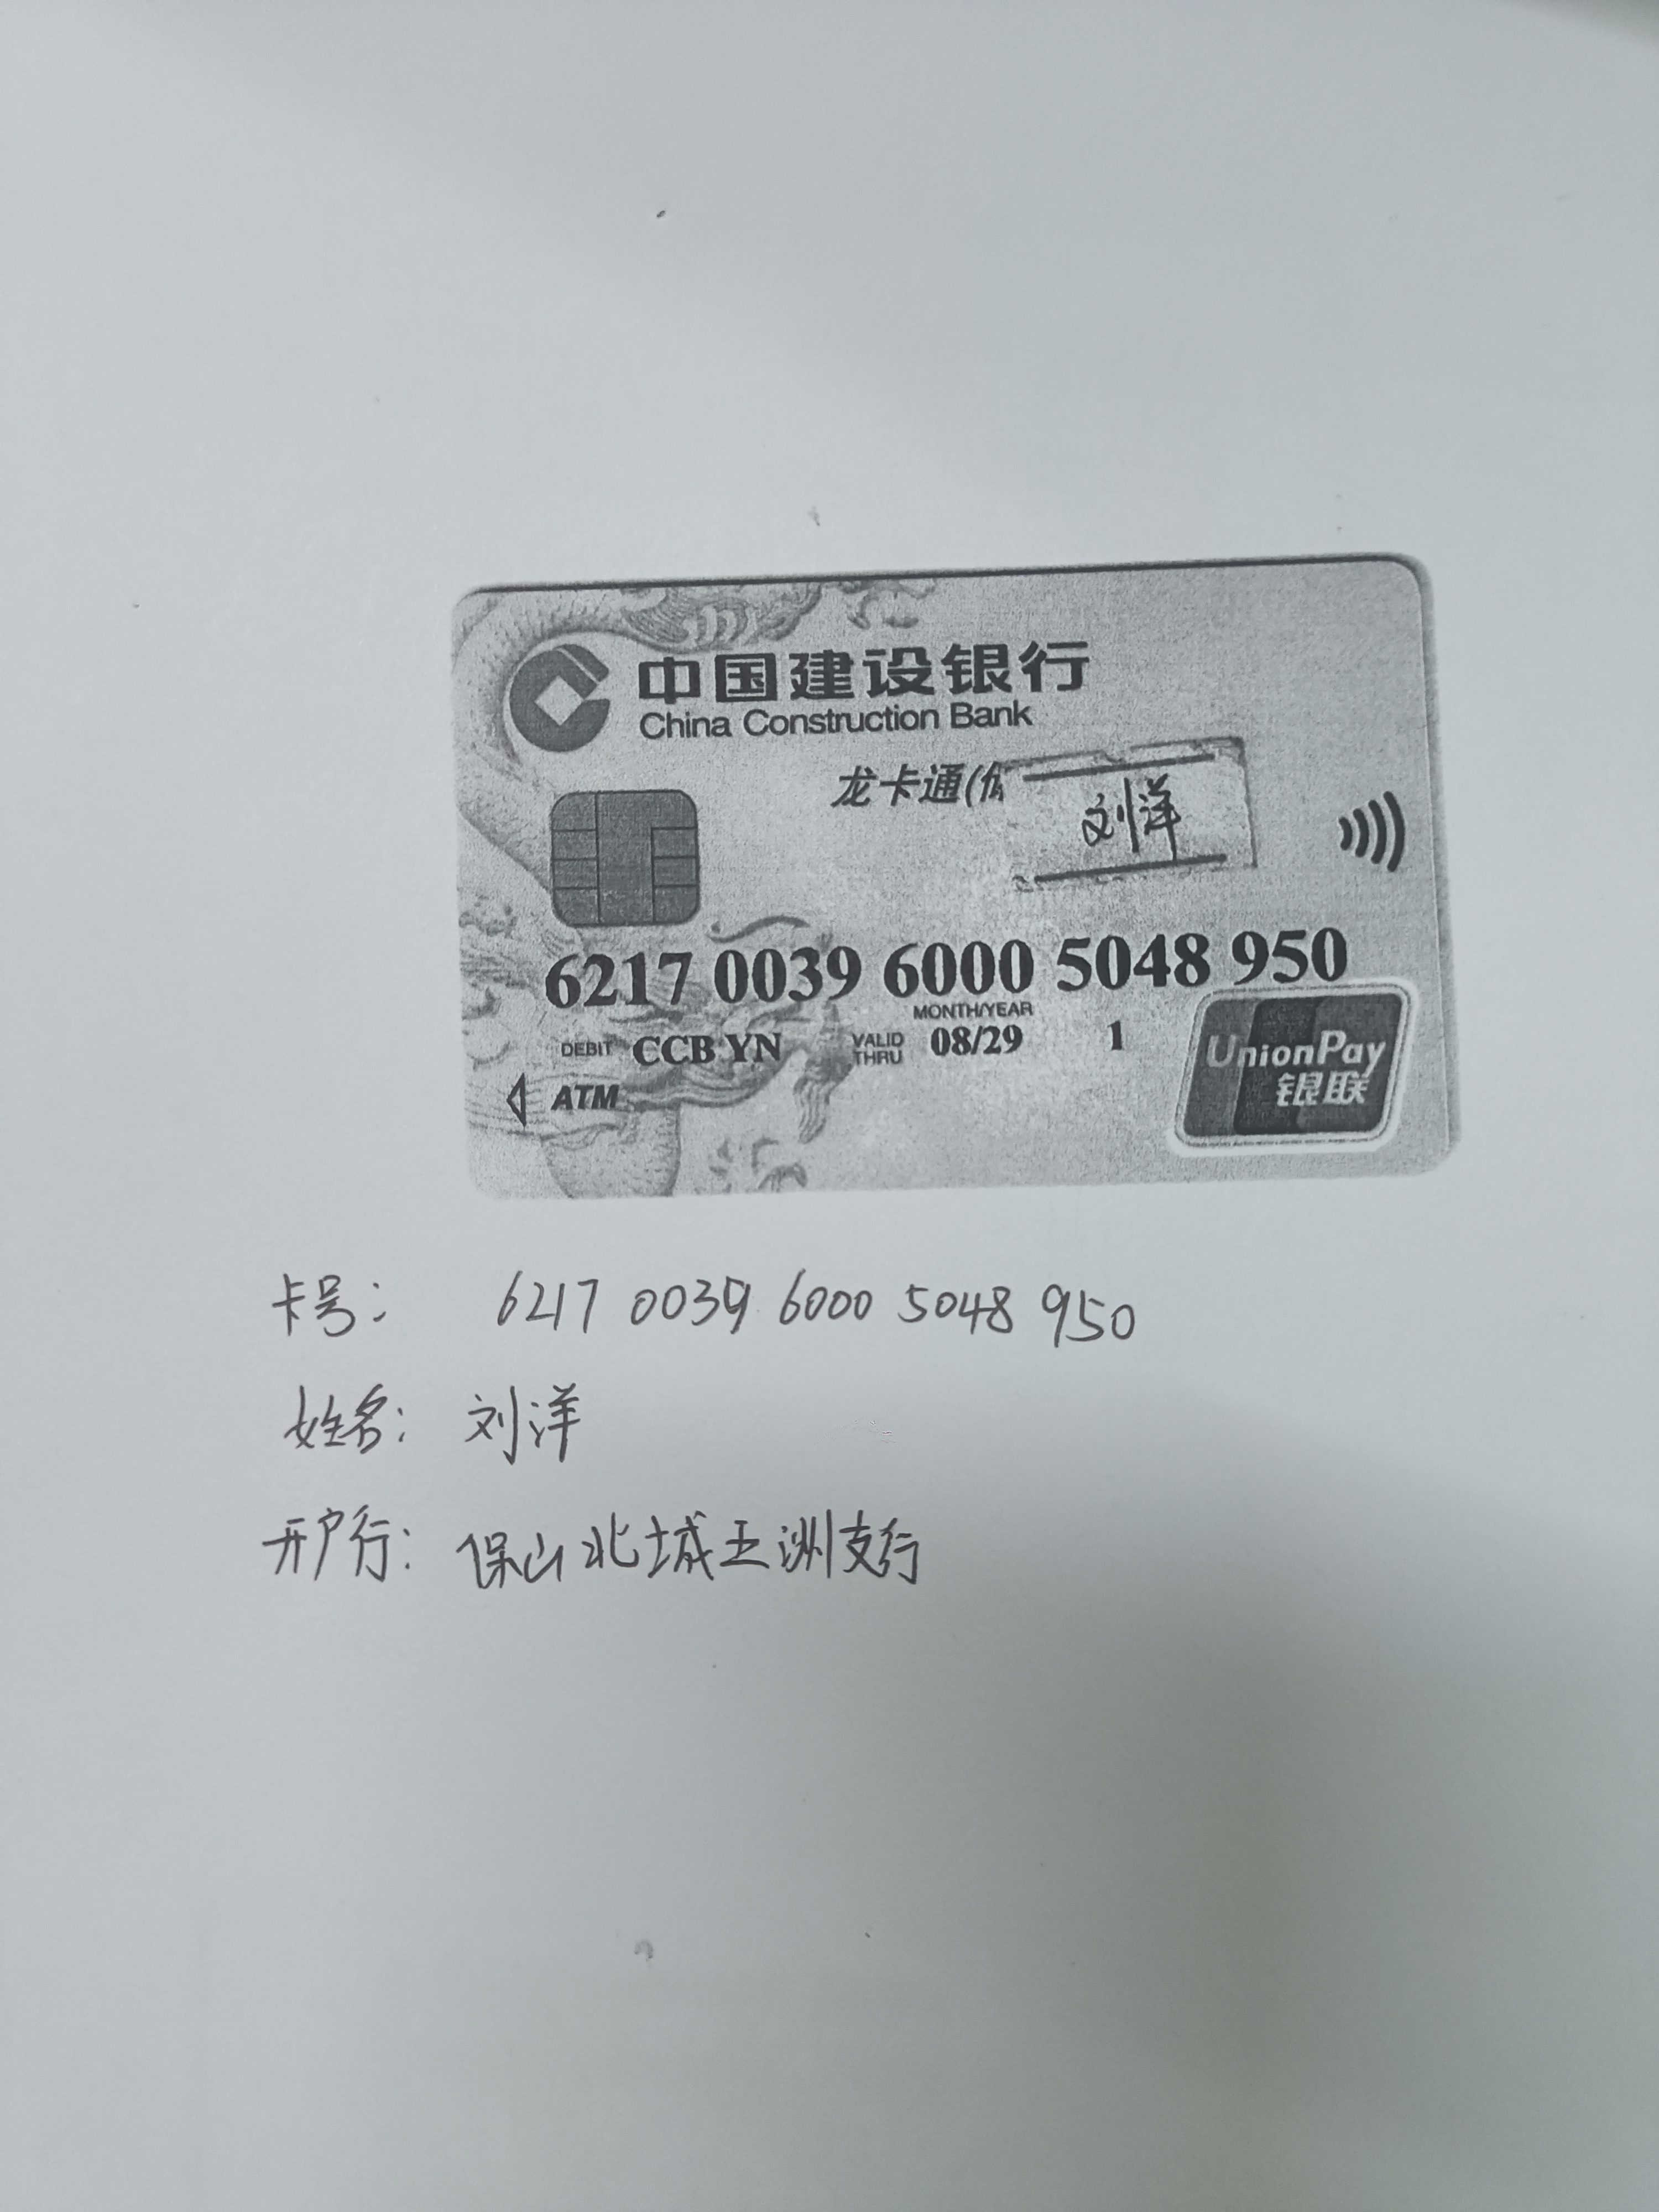 中国建设银行
China Construction Bank
龙卡通(储
刘洋
6217 0039 6000 5048 950
MONTH/YEAR
DEBIT CCB YN VALID THRU 08/29 1
UnionPay
银联
ATM
卡号: 6217 0039 6000 5048 950
姓名: 刘洋
开户行: 保山北城五洲支行